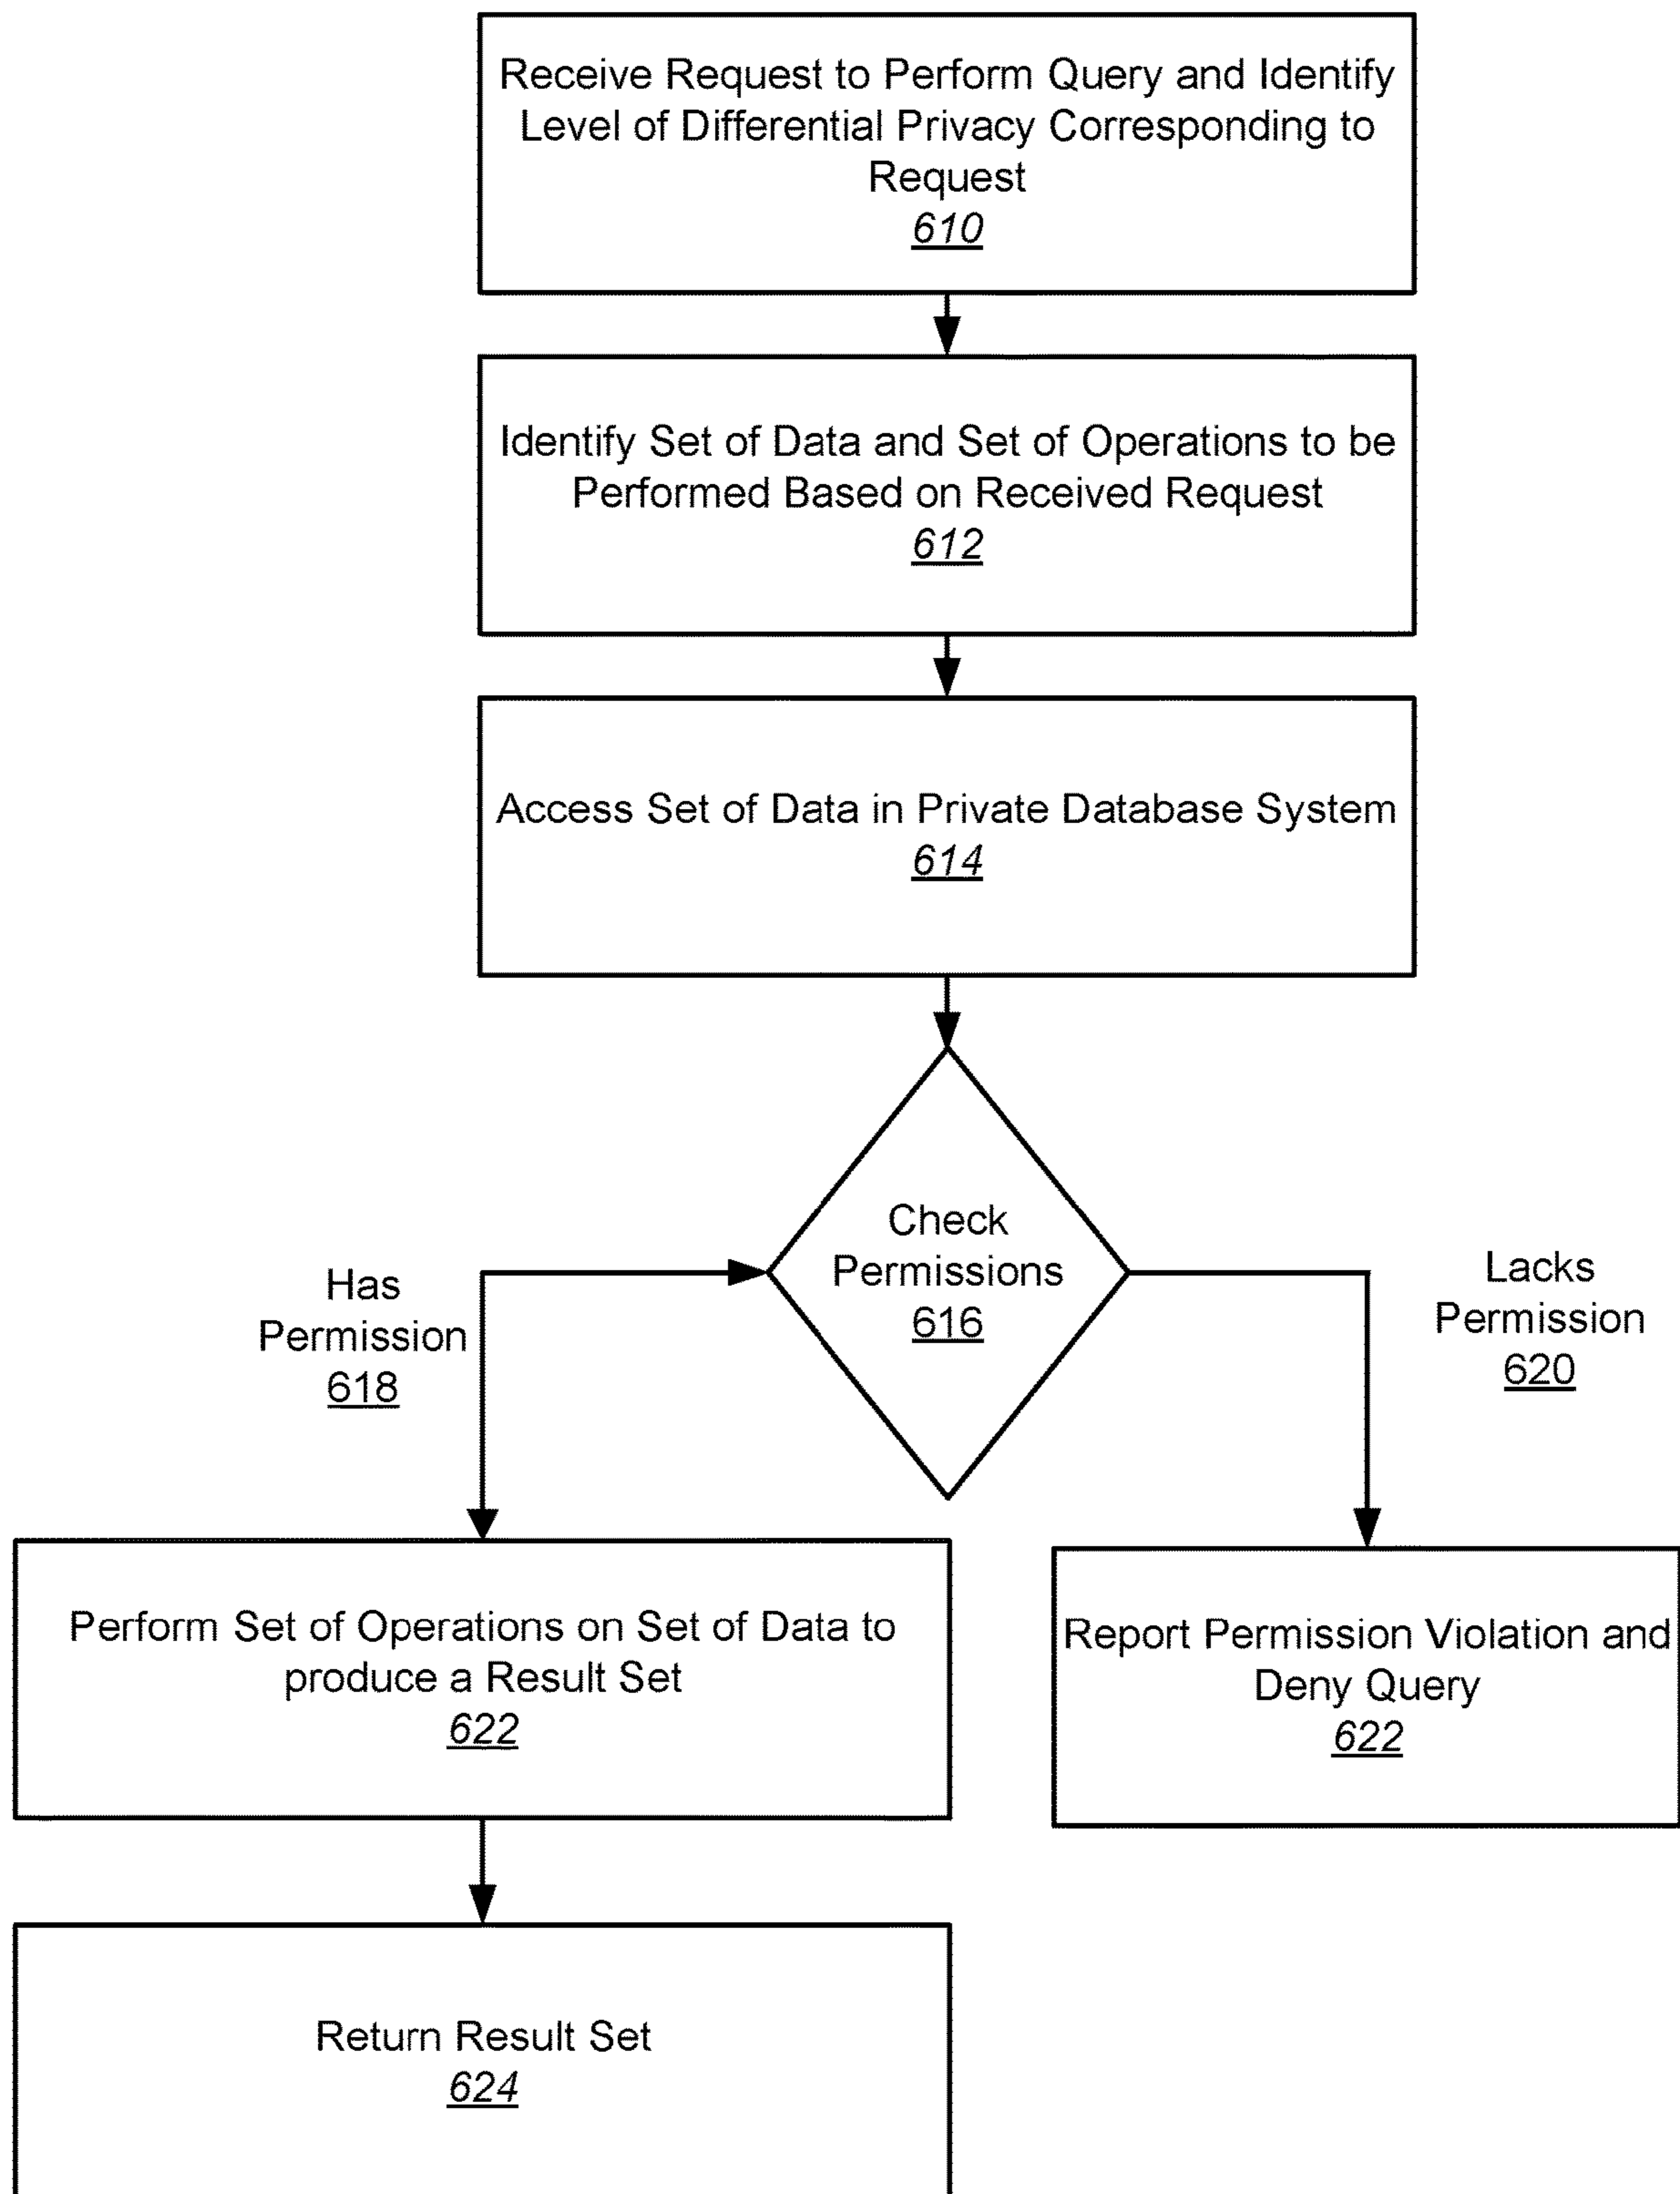 Receive Request to Perform Query and Identify
Level of Differential Privacy Corresponding to
Request
610
Identify Set of Data and Set of Operations to be
Performed Based on Received Request
612
Access Set of Data in Private Database System
614
Check
Permissions
616
Has
Permission
618
Lacks
Permission
620
Perform Set of Operations on Set of Data to
produce a Result Set
622
Report Permission Violation and
Deny Query
622
Return Result Set
624